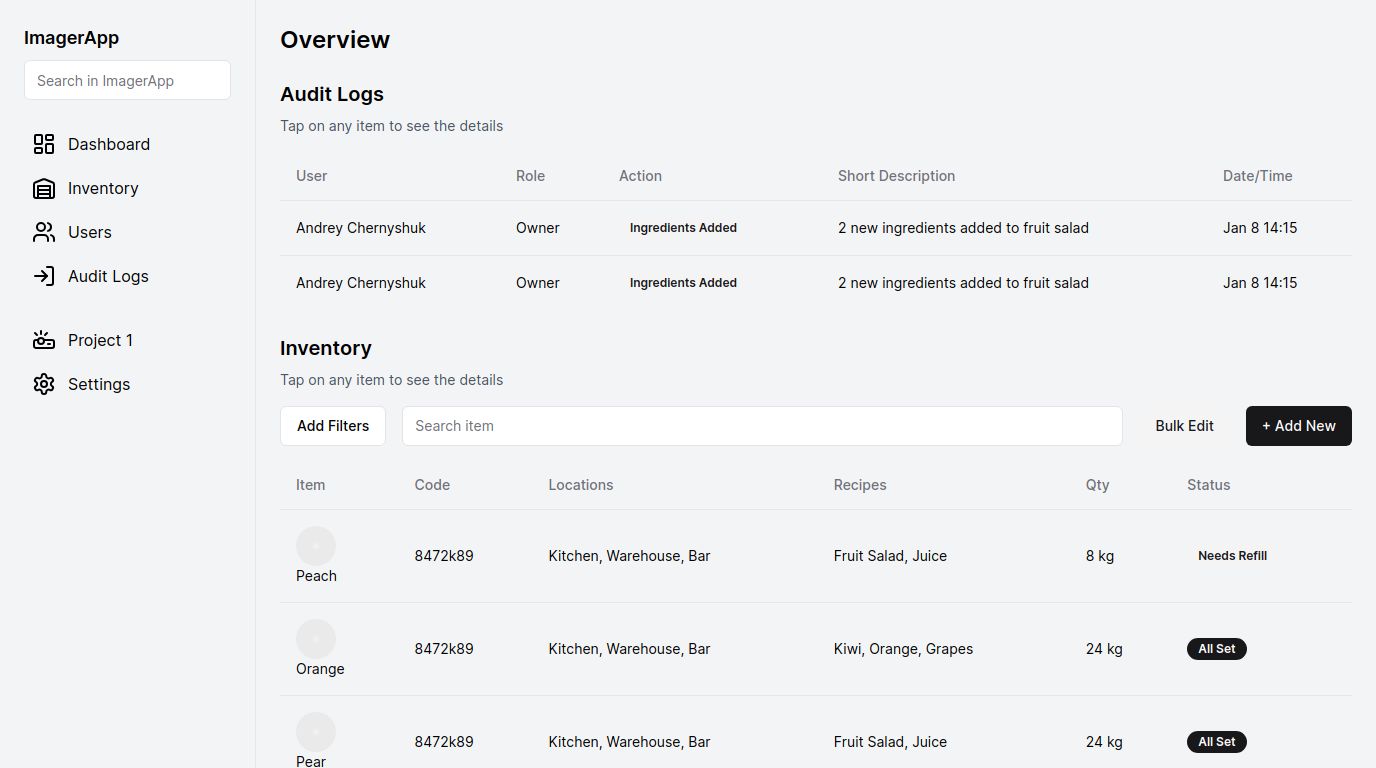 ImagerApp
Search in ImagerApp
Dashboard
Inventory
Users
Audit Logs
Project 1
Settings
Overview
Audit Logs
Tap on any item to see the details
User Role Action Short Description Date/Time
Andrey Chernyshuk Owner Ingredients Added 2 new ingredients added to fruit salad Jan 8 14:15
Andrey Chernyshuk Owner Ingredients Added 2 new ingredients added to fruit salad Jan 8 14:15
Inventory
Tap on any item to see the details
Add Filters Search item Bulk Edit + Add New
Item Code Locations Recipes Qty Status
Peach 8472k89 Kitchen, Warehouse, Bar Fruit Salad, Juice 8 kg Needs Refill
Orange 8472k89 Kitchen, Warehouse, Bar Kiwi, Orange, Grapes 24 kg All Set
Pear 8472k89 Kitchen, Warehouse, Bar Fruit Salad, Juice 24 kg All Set